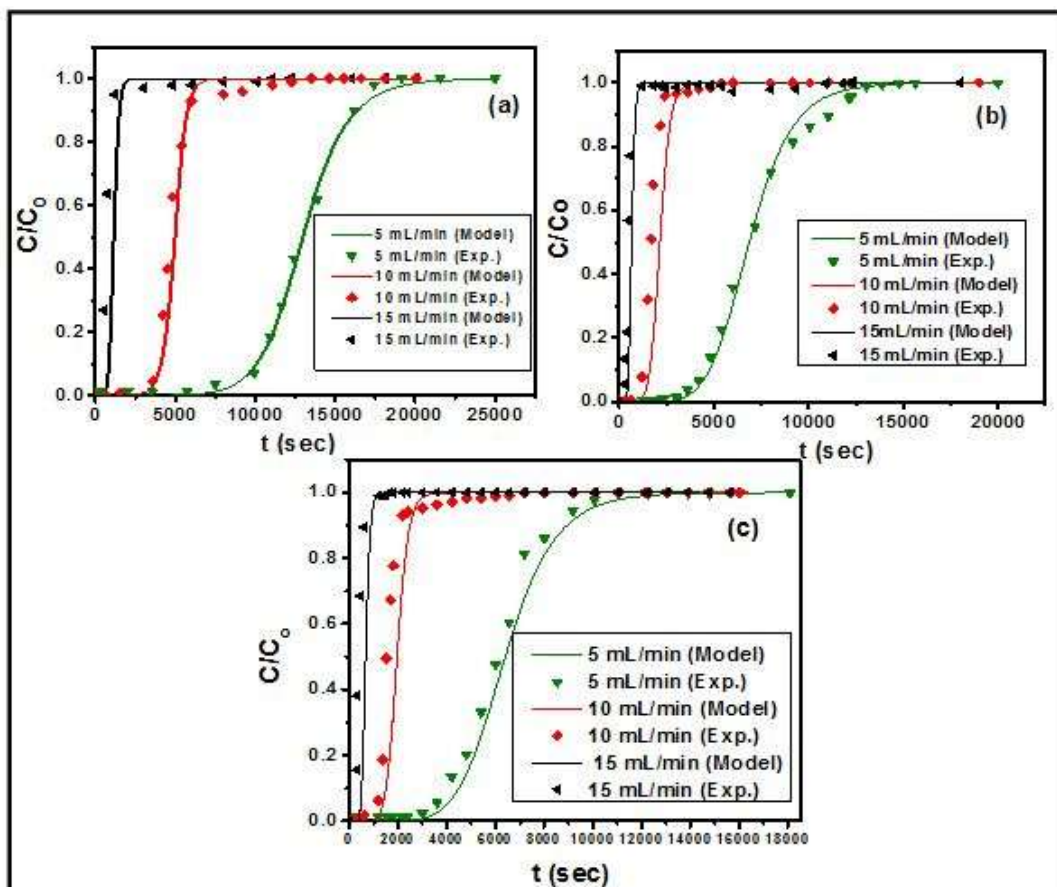 1.0
0.8
0.6
0.4
0.2
0.0
C/C₀
(a)
5 mL/min (Model)
5 mL/min (Exp.)
10 mL/min (Model)
10 mL/min (Exp.)
15 mL/min (Model)
15 mL/min (Exp.)
0 5000 10000 15000 20000 25000
t (sec)
1.0
0.8
0.6
0.4
0.2
0.0
C/Co
(b)
5 mL/min (Model)
5 mL/min (Exp.)
10 mL/min (Model)
10 mL/min (Exp.)
15mL/min (Model)
15 mL/min (Exp.)
0 5000 10000 15000 20000
t (sec)
1.0
0.8
0.6
0.4
0.2
0.0
C/Cₒ
(c)
5 mL/min (Model)
5 mL/min (Exp.)
10 mL/min (Model)
10 mL/min (Exp.)
15 mL/min (Model)
15 mL/min (Exp.)
0 2000 4000 6000 8000 10000 12000 14000 16000 18000
t (sec)